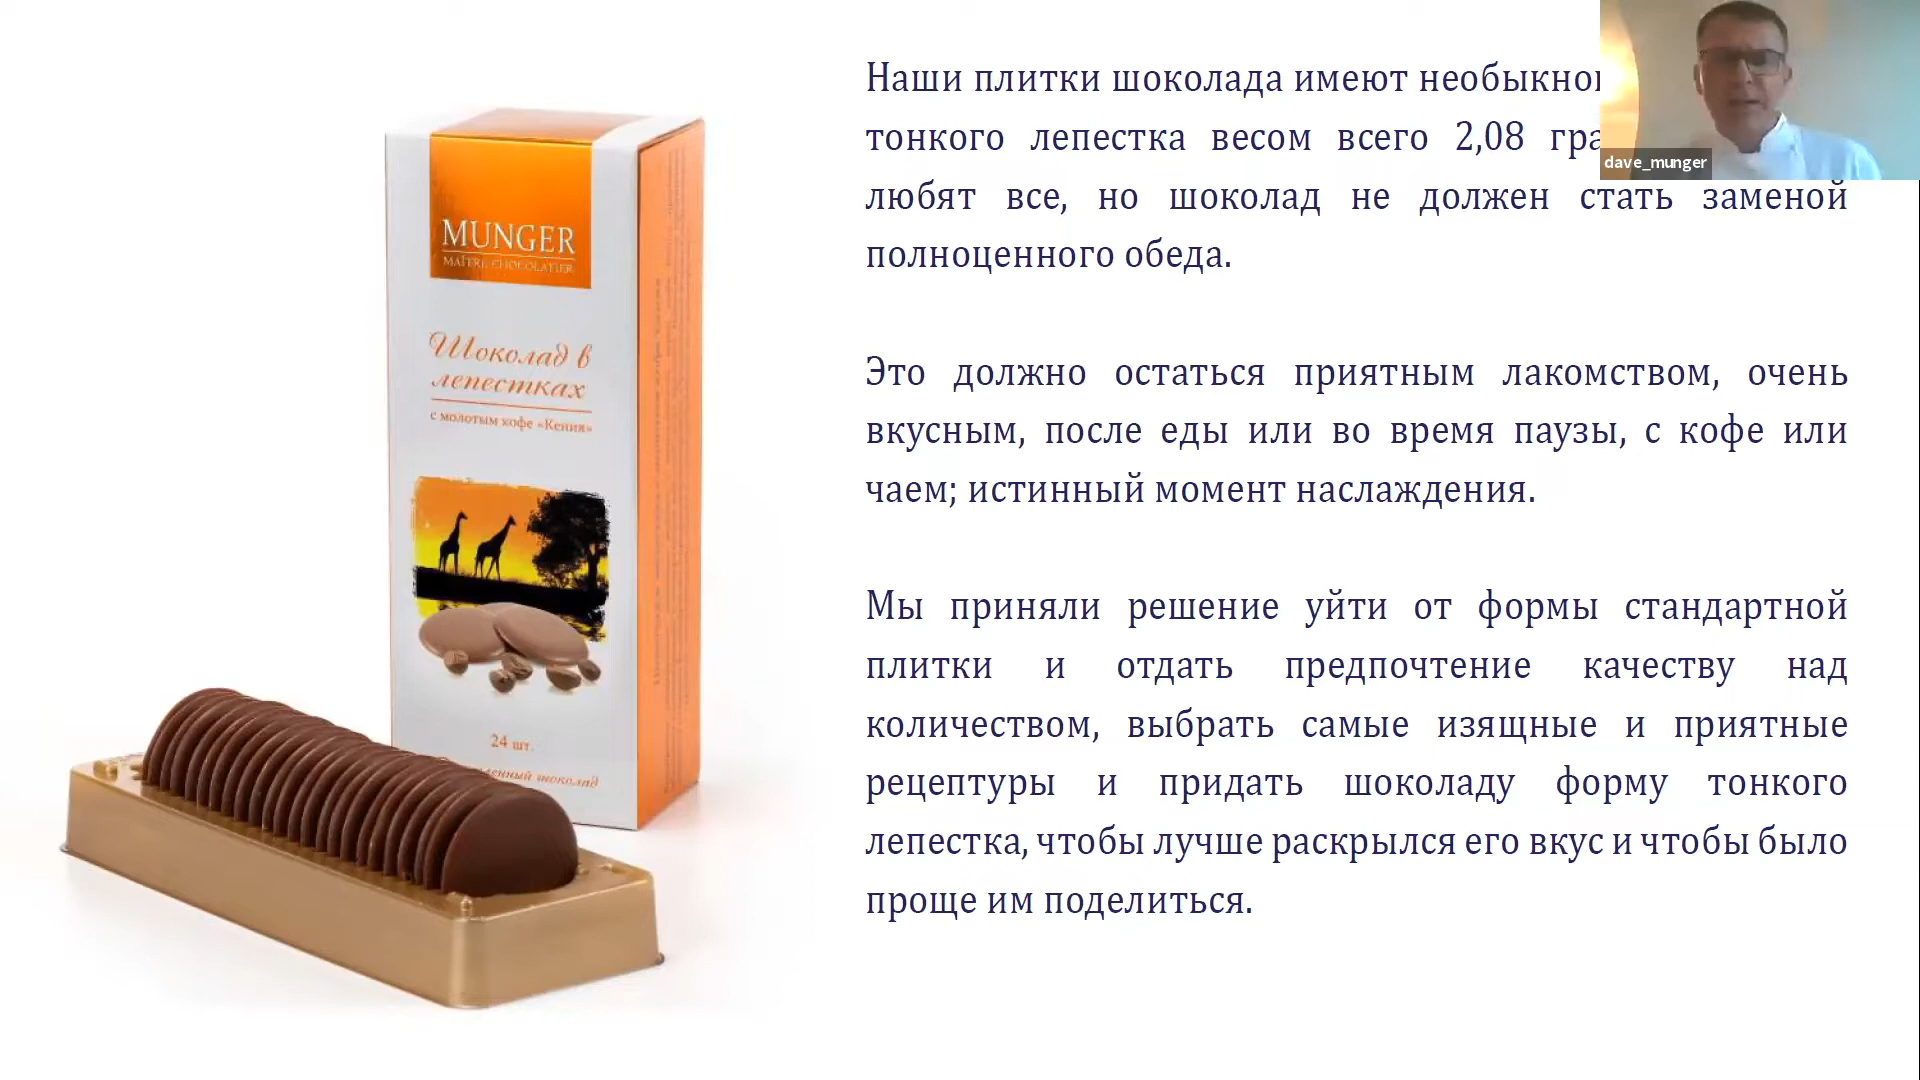 MUNGER
MAÎTRE CHOCOLATIER
Шоколад в
лепестках
с молотым кофе «Кения»
24 шт.
шоколад
Наши плитки шоколада имеют
тонкого лепестка весом всего 2,08
любят все, но шоколад не должен стать заменой
полноценного обеда.
Это должно остаться приятным лакомством, очень
вкусным, после еды или во время паузы, с кофе или
чаем; истинный момент наслаждения.
Мы приняли решение уйти от формы стандартной
плитки и отдать предпочтение качеству над
количеством, выбрать самые изящные и приятные
рецептуры и придать шоколаду форму тонкого
лепестка, чтобы лучше раскрылся его вкус и чтобы было
проще им поделиться.
dave_munger